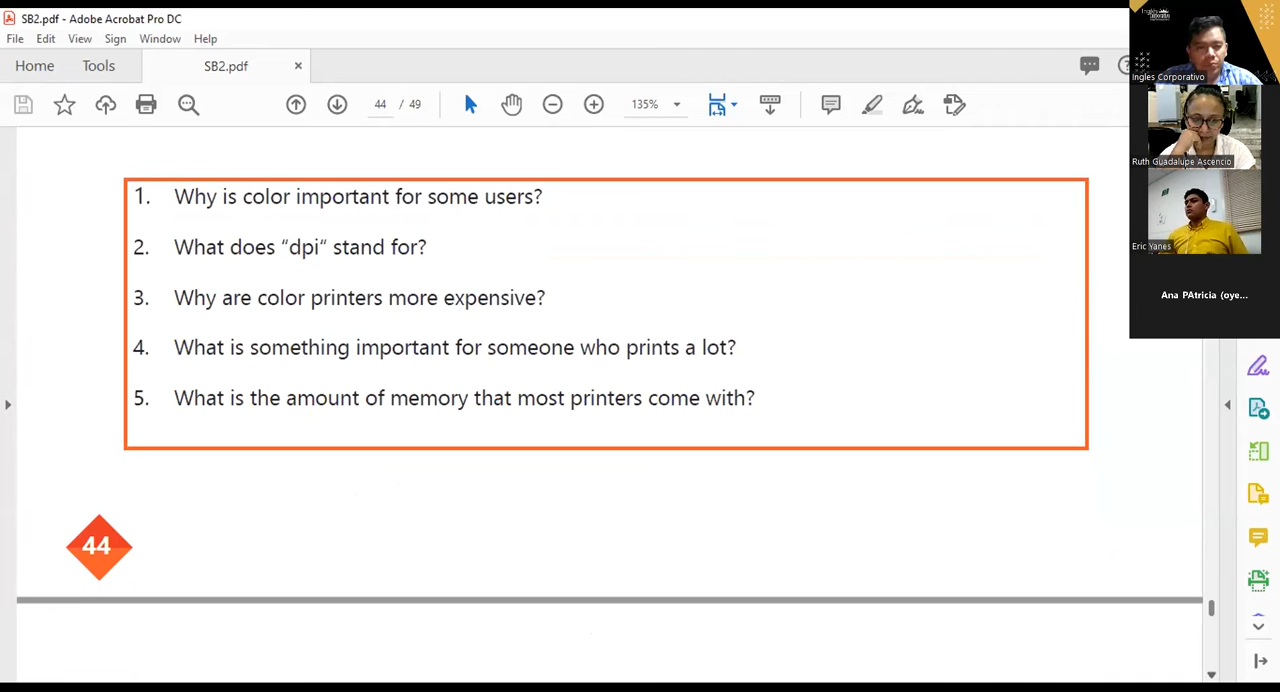 SB2.pdf - Adobe Acrobat Pro DC
File Edit View Sign Window Help
Home Tools SB2.pdf ×
44 / 49 135%
1. Why is color important for some users?
2. What does “dpi“ stand for?
3. Why are color printers more expensive?
4. What is something important for someone who prints a lot?
5. What is the amount of memory that most printers come with?
44
Ingles Corporativo
Ruth Guadalupe Ascencio
Eric Yanes
Ana PAtricia (oye...